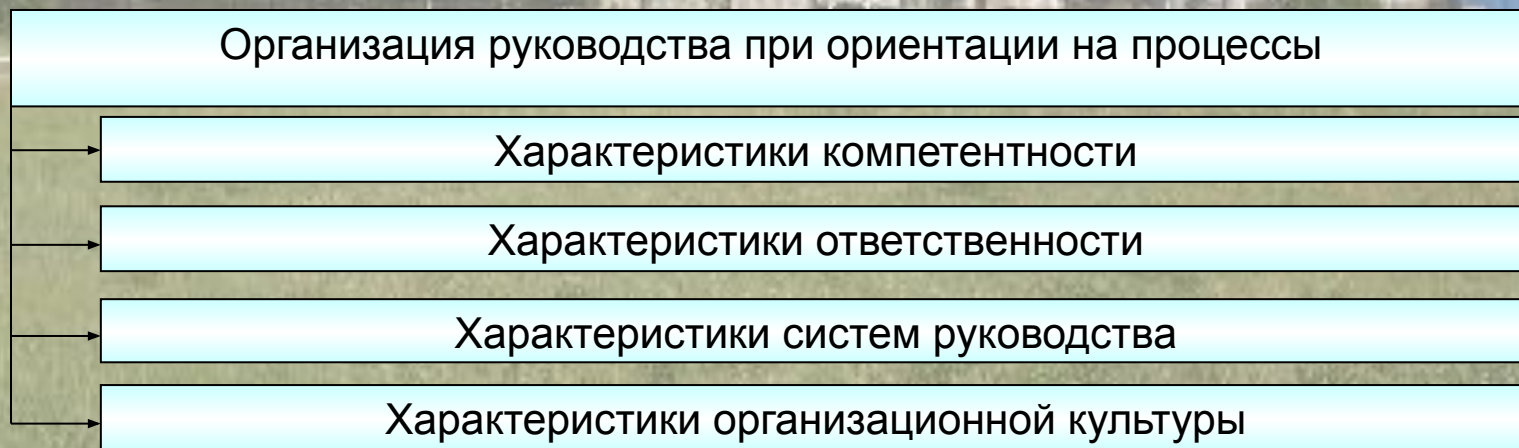 Организация руководства при ориентации на процессы
Характеристики компетентности
Характеристики ответственности
Характеристики систем руководства
Характеристики организационной культуры